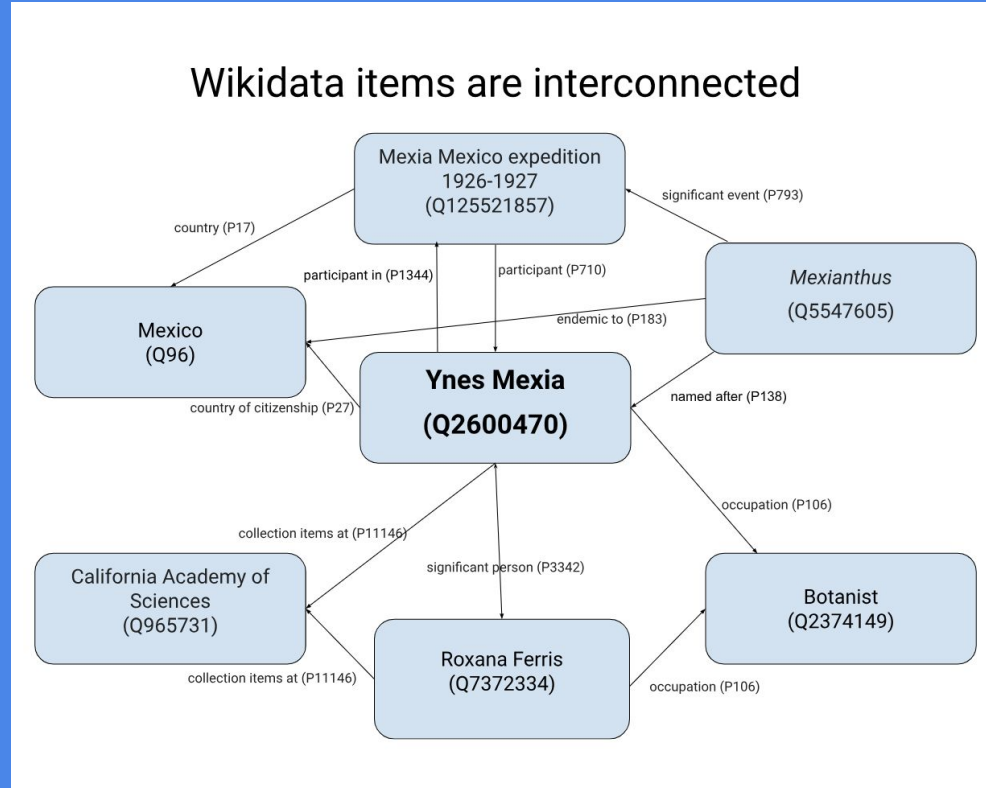 Wikidata items are interconnected
Mexia Mexico expedition
1926-1927
(Q125521857)
significant event (P793)
country (P17)
participant in (P1344)
participant (P710)
Mexianthus
(Q5547605)
endemic to (P183)
Mexico
(Q96)
Ynes Mexia
(Q2600470)
country of citizenship (P27)
named after (P138)
occupation (P106)
collection items at (P11146)
significant person (P3342)
California Academy of
Sciences
(Q965731)
Botanist
(Q2374149)
Roxana Ferris
(Q7372334)
collection items at (P11146)
occupation (P106)